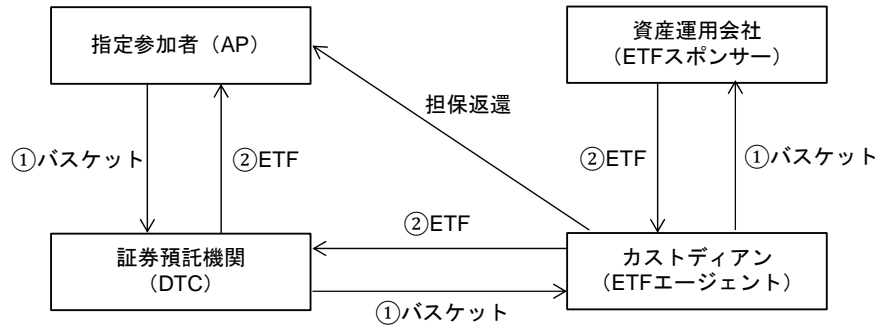 指定参加者（AP）
資産運用会社
（ETFスポンサー）
担保返還
①バスケット
②ETF
②ETF
①バスケット
②ETF
証券預託機関
（DTC）
カストディアン
（ETFエージェント）
①バスケット